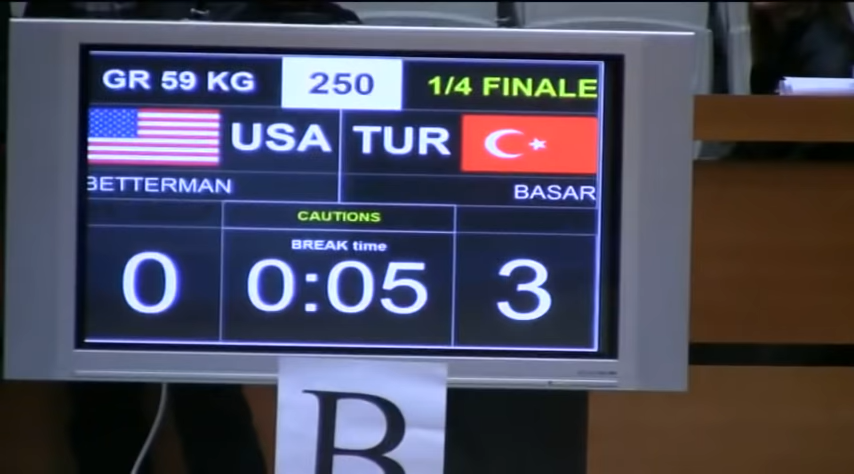 GR 59 KG 250 1/4 FINALE
USA TUR
BETTERMAN BASAR
CAUTIONS
BREAK time
0 0:05 3
B